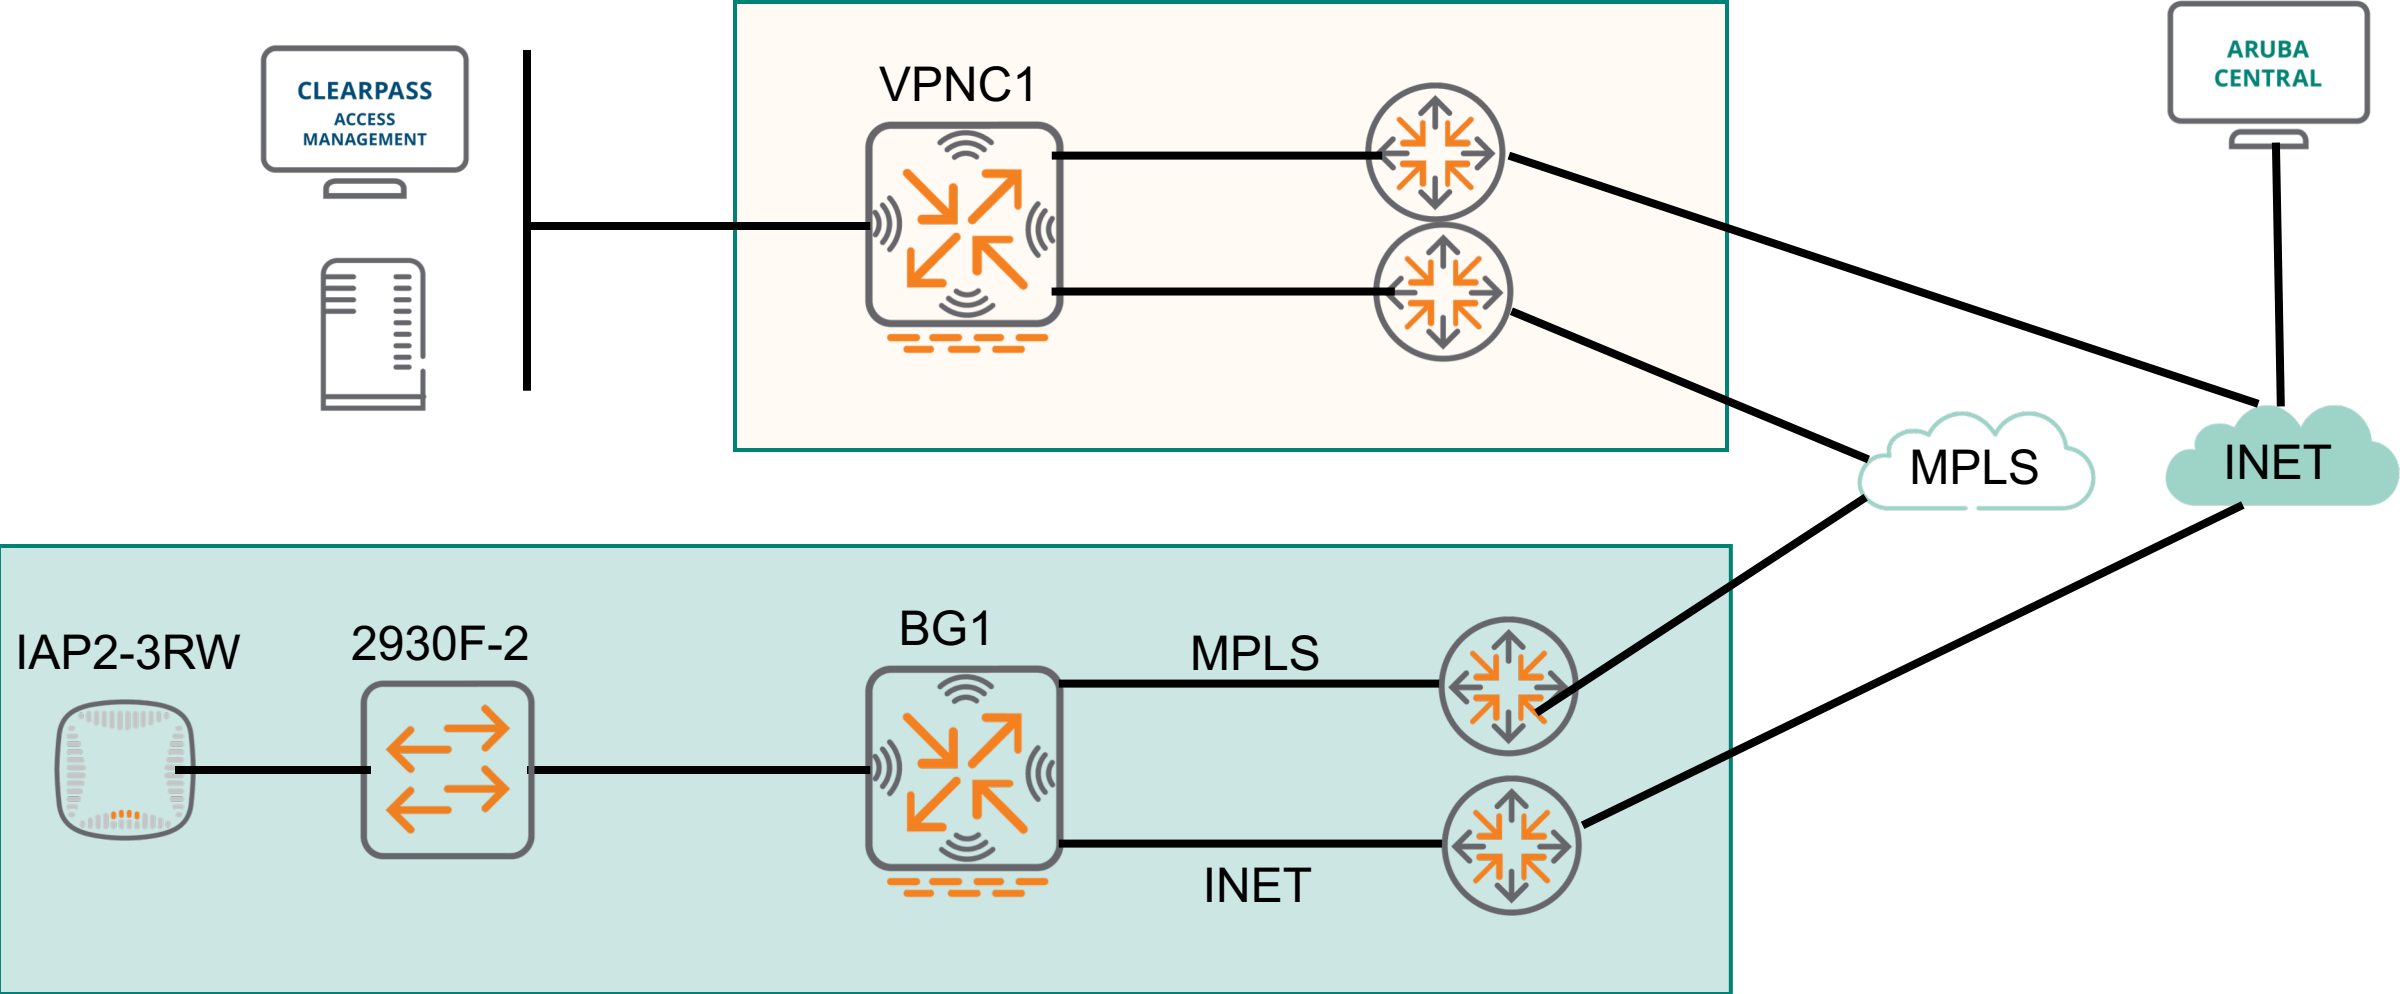 CLEARPASS
ACCESS
MANAGEMENT
VPNC1
ARUBA
CENTRAL
MPLS
INET
IAP2-3RW
2930F-2
BG1
MPLS
INET